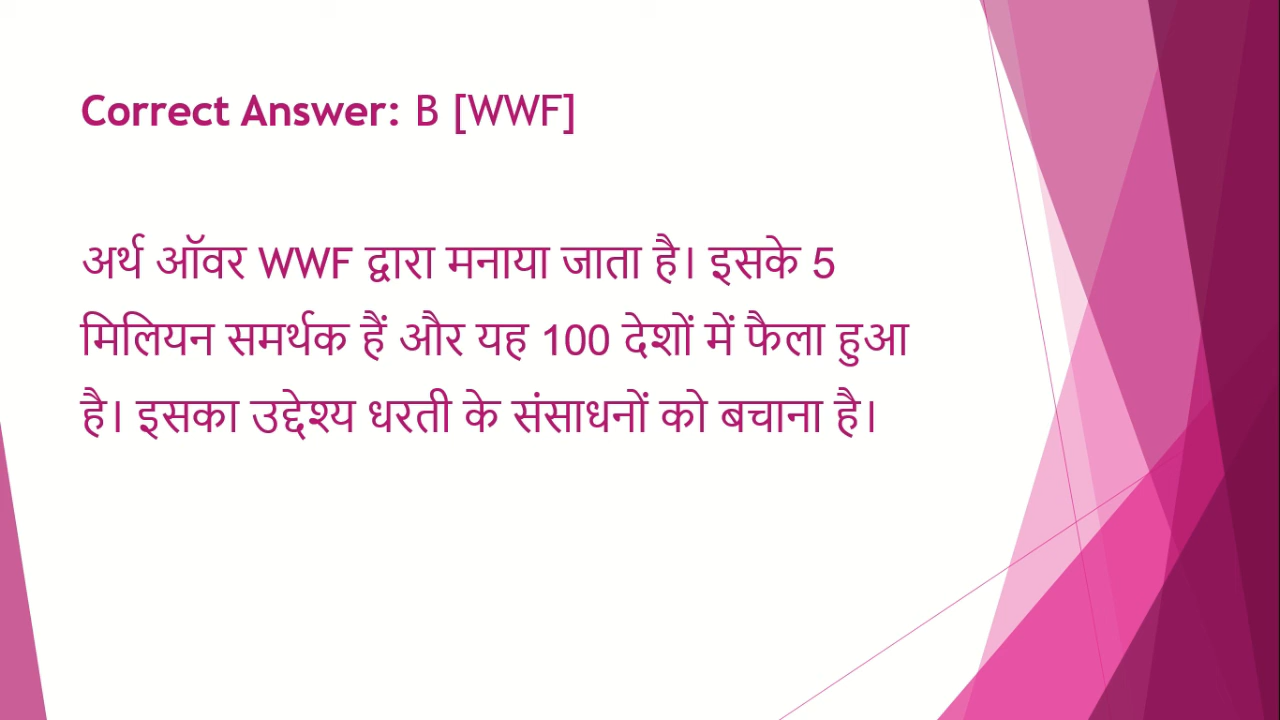 Correct Answer: B [WWF]
अर्थ ऑवर WWF द्वारा मनाया जाता है। इसके 5
मिलियन समर्थक हैं और यह 100 देशों में फैला हुआ
है। इसका उद्देश्य धरती के संसाधनों को बचाना है।